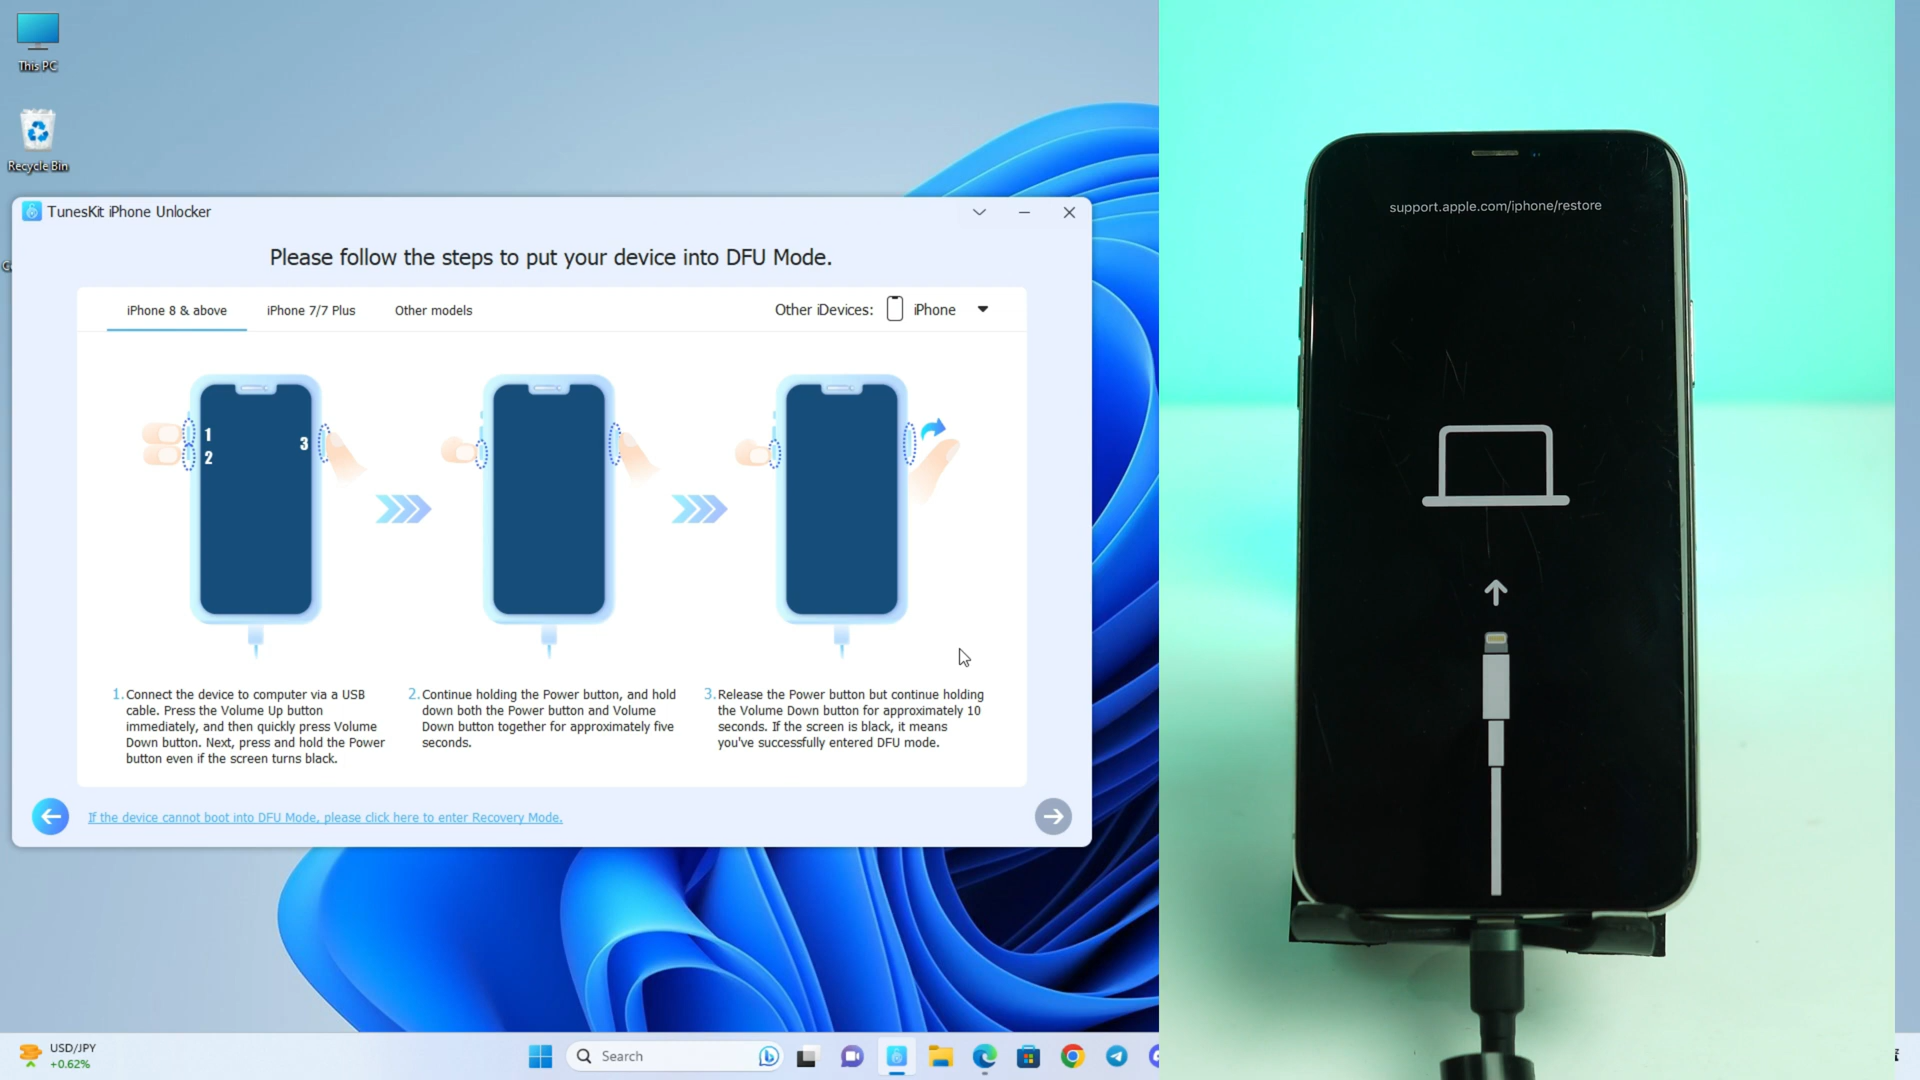 This PC
Recycle Bin
TunesKit iPhone Unlocker
Please follow the steps to put your device into DFU Mode.
iPhone 8 & above
iPhone 7/7 Plus
Other models
Other iDevices:
iPhone
1
2
3
1. Connect the device to computer via a USB
cable. Press the Volume Up button
immediately, and then quickly press Volume
Down button. Next, press and hold the Power
button even if the screen turns black.
2. Continue holding the Power button, and hold
down both the Power button and Volume
Down button together for approximately five
seconds.
3. Release the Power button but continue holding
the Volume Down button for approximately 10
seconds. If the screen is black, it means
you've successfully entered DFU mode.
If the device cannot boot into DFU Mode, please click here to enter Recovery Mode.
USD/JPY
+0.62%
Search
support.apple.com/iphone/restore